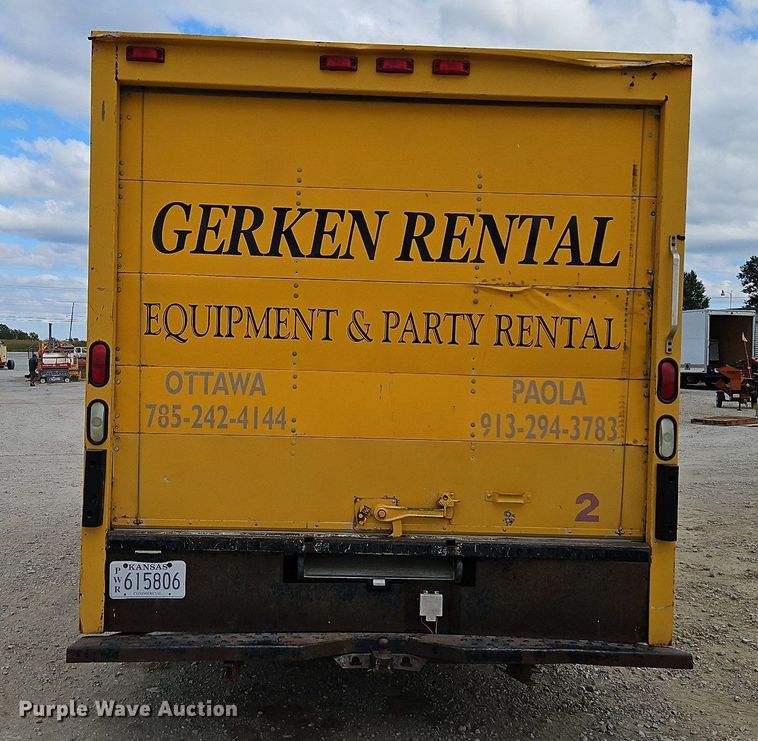 GERKEN RENTAL
EQUIPMENT & PARTY RENTAL
OTTAWA PAOLA
785-242-4144 913-294-3783
2
KANSAS
PWR 615806
COMMERCIAL
Purple Wave Auction